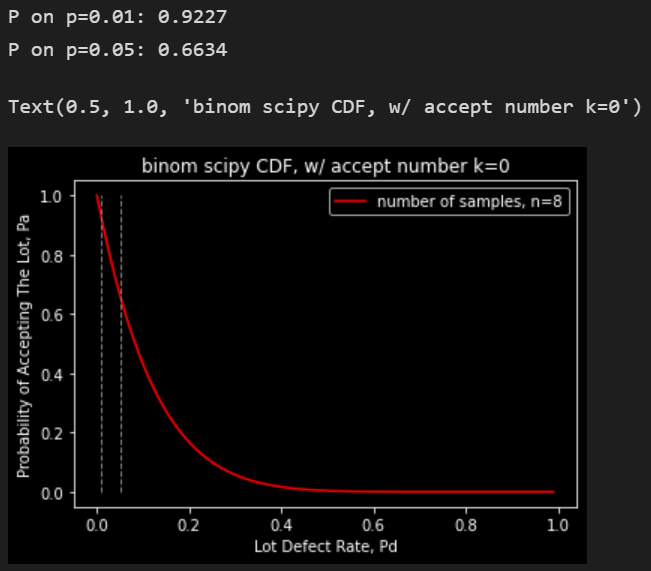 P on p=0.01: 0.9227
P on p=0.05: 0.6634
Text(0.5, 1.0, 'binom scipy CDF, w/ accept number k=0')
binom scipy CDF, w/ accept number k=0
number of samples, n=8
Probability of Accepting The Lot, Pa
1.0
0.8
0.6
0.4
0.2
0.0
0.0 0.2 0.4 0.6 0.8 1.0
Lot Defect Rate, Pd